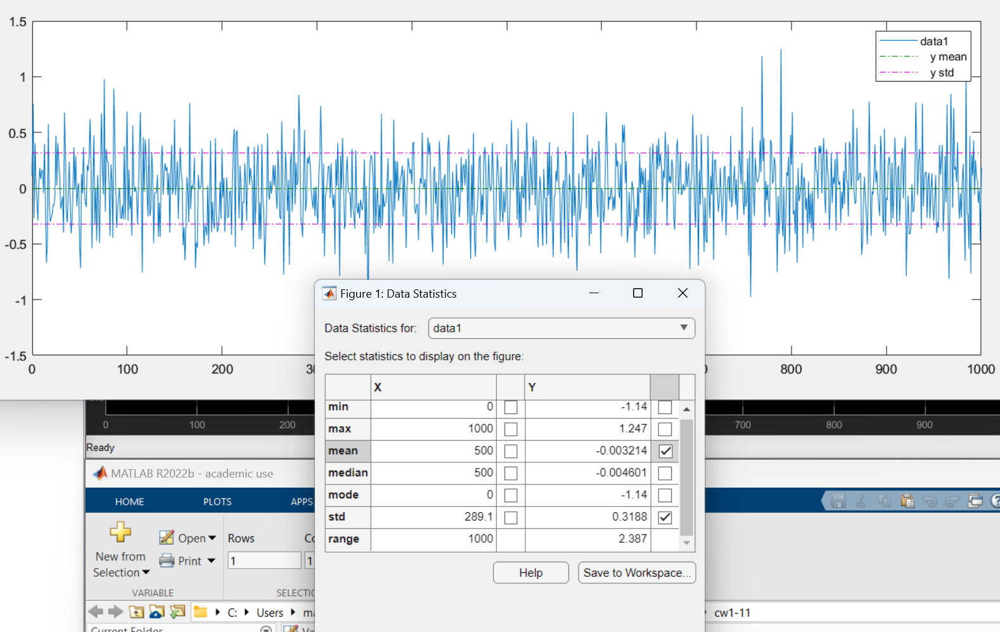 1.5
1
0.5
0
-0.5
-1
-1.5
data1
y mean
y std
0 100 200 800 900 1000
Figure 1: Data Statistics
Data Statistics for: data1
Select statistics to display on the figure:
X Y
min 0 -1.14
max 1000 1.247
mean 500 -0.003214
median 500 -0.004601
mode 0 -1.14
std 289.1 0.3188
range 1000 2.387
Help Save to Workspace...
0 100 200 700 800 900
Ready
MATLAB R2022b - academic use
HOME PLOTS APPS
New from
Selection
Open
Print
Rows
1 1
VARIABLE
C: Users cw1-11
Current Folder